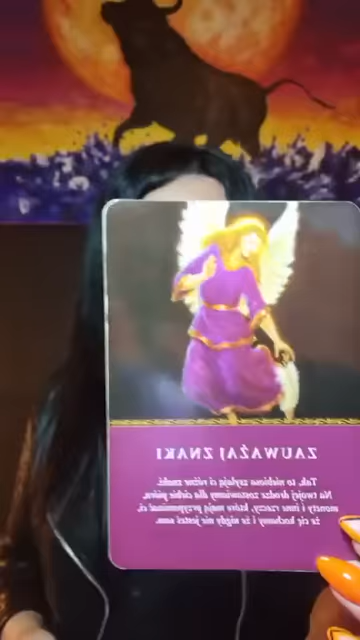 ZAUWAŻAJ ZNAKI
Tak, to niebiosa zsyłają ci różne znaki.
Na twojej drodze zostawiamy dla ciebie pióra,
monety i inne rzeczy, które mają przypominać ci,
że cię kochamy i że nigdy nie jesteś sam.